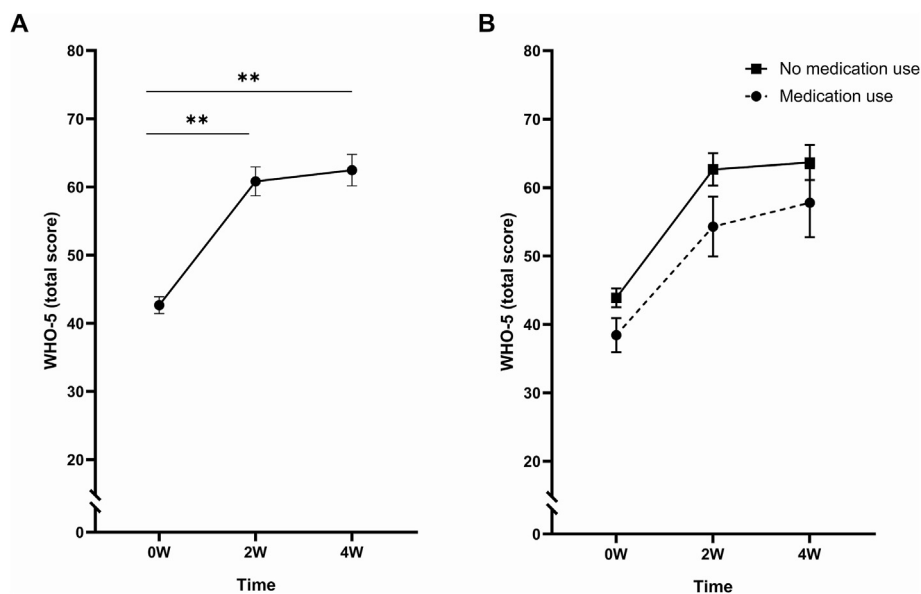 A
80
70
60
50
40
30
20
0
WHO-5 (total score)
**
**
0W 2W 4W
Time
B
80
70
60
50
40
30
20
0
WHO-5 (total score)
No medication use
Medication use
0W 2W 4W
Time